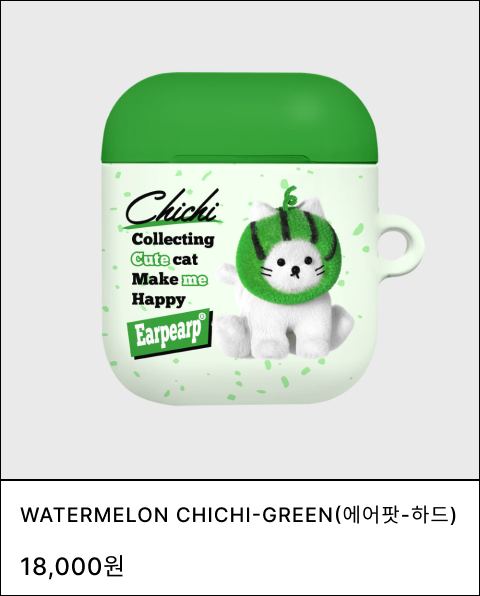 Chichi
Collecting
Cute cat
Make me
Happy
Earpearp®
WATERMELON CHICHI-GREEN(에어팟-하드)
18,000원